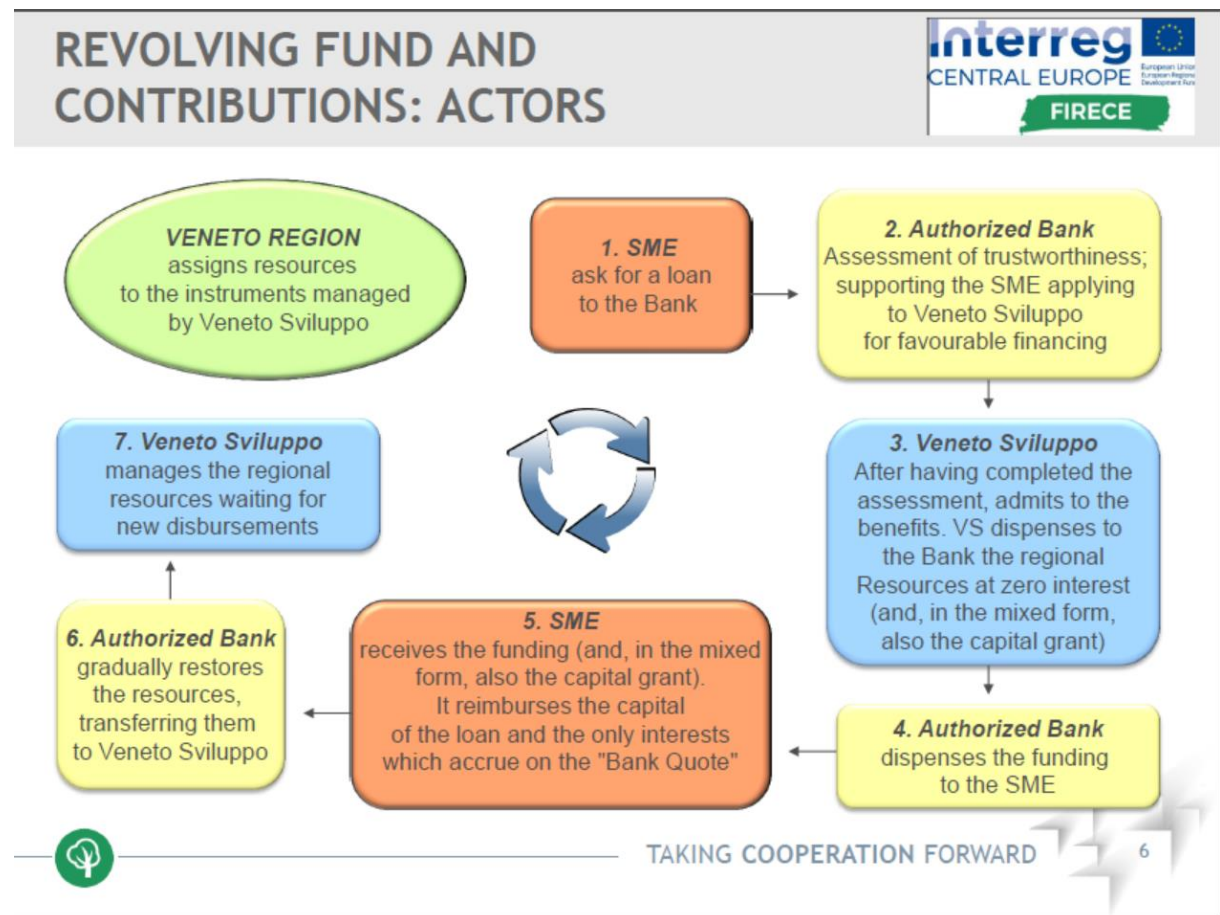 REVOLVING FUND AND
CONTRIBUTIONS: ACTORS
Interreg
CENTRAL EUROPE
European Union
European Regional
Development Fund
FIRECE
VENETO REGION
assigns resources
to the instruments managed
by Veneto Sviluppo
1. SME
ask for a loan
to the Bank
2. Authorized Bank
Assessment of trustworthiness;
supporting the SME applying
to Veneto Sviluppo
for favourable financing
3. Veneto Sviluppo
After having completed the
assessment, admits to the
benefits. VS dispenses to
the Bank the regional
Resources at zero interest
(and, in the mixed form,
also the capital grant)
4. Authorized Bank
dispenses the funding
to the SME
5. SME
receives the funding (and, in the mixed
form, also the capital grant).
It reimburses the capital
of the loan and the only interests
which accrue on the "Bank Quote"
6. Authorized Bank
gradually restores
the resources,
transferring them
to Veneto Sviluppo
7. Veneto Sviluppo
manages the regional
resources waiting for
new disbursements
TAKING COOPERATION FORWARD
6